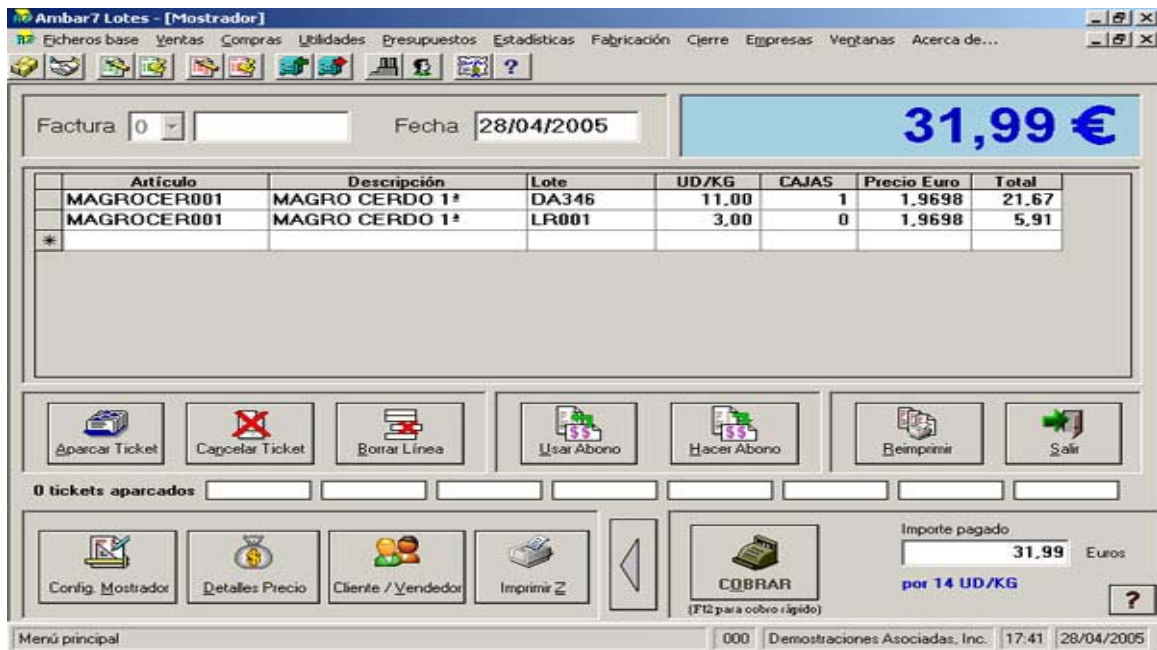 Ambar7 Lotes - [Mostrador]
Ficheros base Ventas Compras Utilidades Presupuestos Estadísticas Fabricación Cierre Empresas Ventanas Acerca de...
Factura 0 Fecha 28/04/2005 31,99 €
Artículo Descripción Lote UD/KG CAJAS Precio Euro Total
MAGROCER001 MAGRO CERDO 1ª DA346 11,00 1 1,9698 21,67
MAGROCER001 MAGRO CERDO 1ª LR001 3,00 0 1,9698 5,91
Aparcar Ticket Cancelar Ticket Borrar Línea Usar Abono Hacer Abono Reimprimir Salir
0 tickets aparcados
Importe pagado
31,99 Euros
Config. Mostrador Detalles Precio Cliente / Vendedor Imprimir Z COBRAR por 14 UD/KG ?
(F12 para cobro rápido)
Menú principal 000 Demostraciones Asociadas, Inc. 17:41 28/04/2005